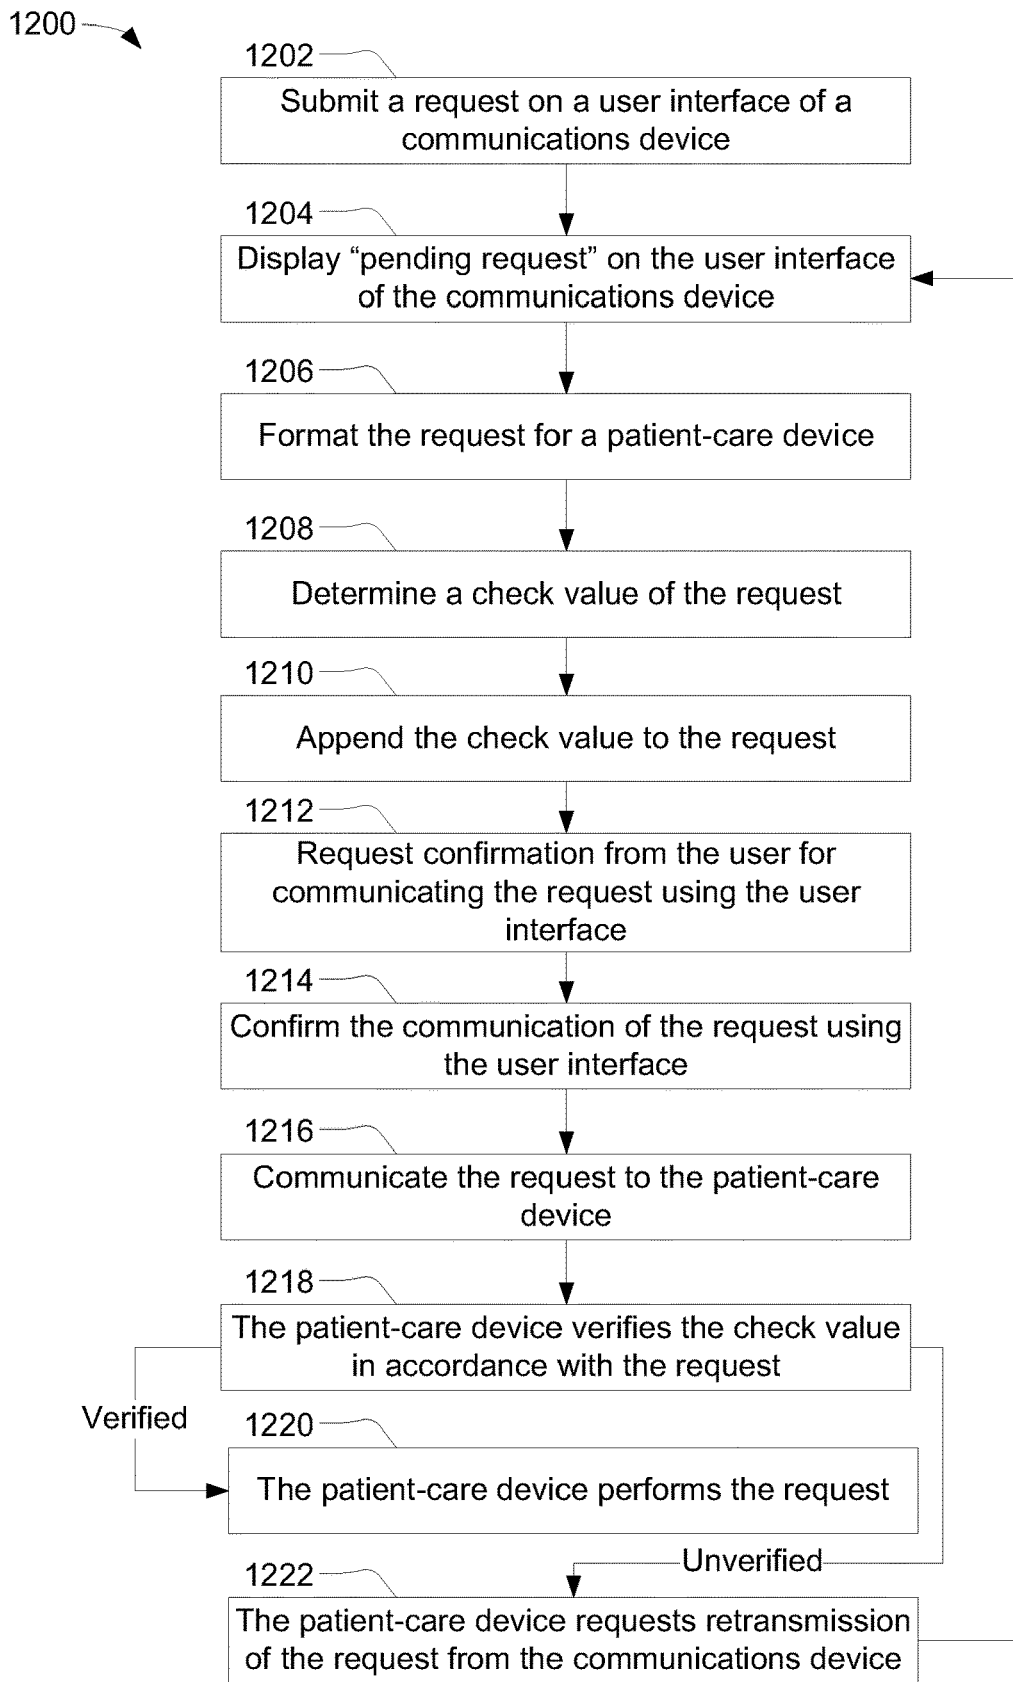 1200
1202
Submit a request on a user interface of a
communications device
1204
Display “pending request” on the user interface
of the communications device
1206
Format the request for a patient-care device
1208
Determine a check value of the request
1210
Append the check value to the request
1212
Request confirmation from the user for
communicating the request using the user
interface
1214
Confirm the communication of the request using
the user interface
1216
Communicate the request to the patient-care
device
1218
The patient-care device verifies the check value
in accordance with the request
Verified
1220
The patient-care device performs the request
Unverified
1222
The patient-care device requests retransmission
of the request from the communications device